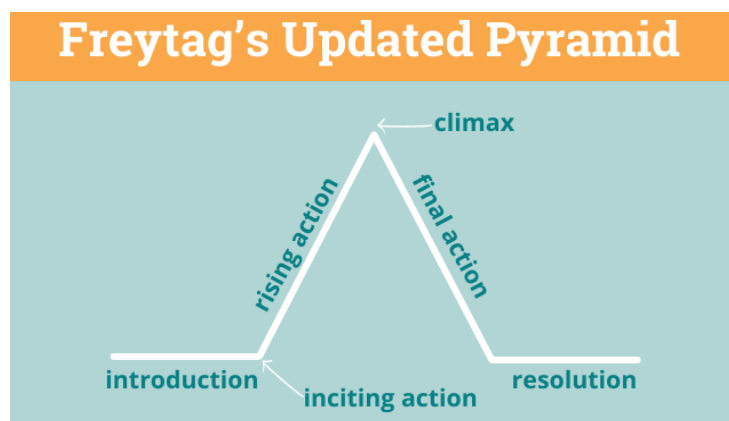 Freytag’s Updated Pyramid
climax
rising action
final action
introduction
inciting action
resolution